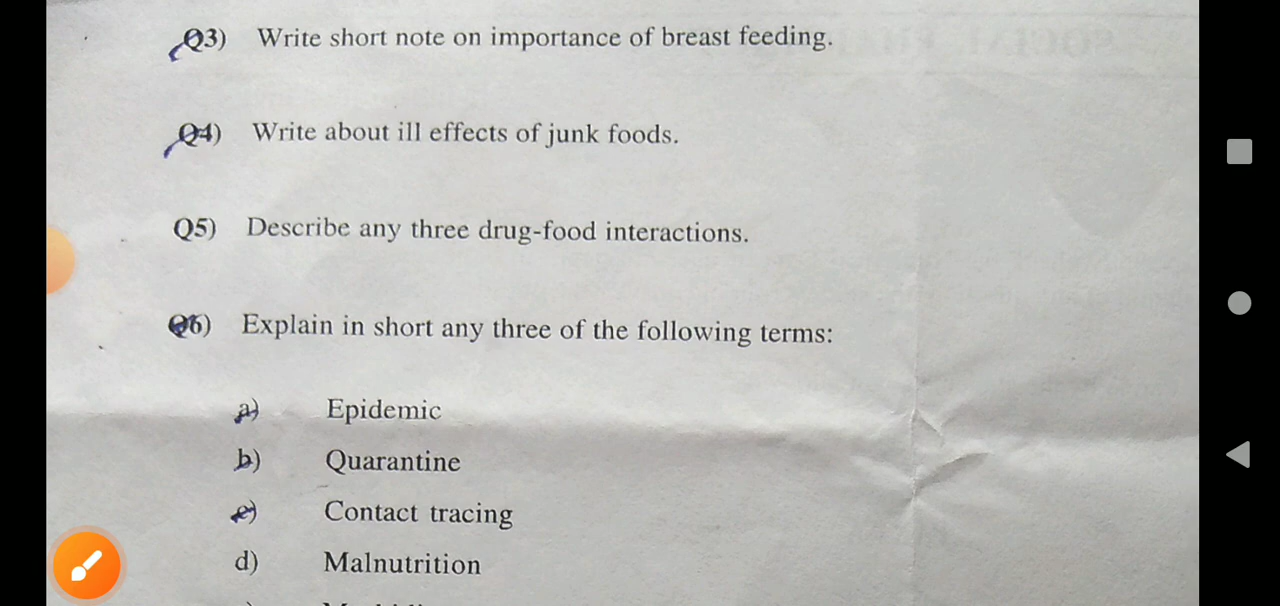 Q3) Write short note on importance of breast feeding.
Q4) Write about ill effects of junk foods.
Q5) Describe any three drug-food interactions.
Q6) Explain in short any three of the following terms:
a) Epidemic
b) Quarantine
c) Contact tracing
d) Malnutrition